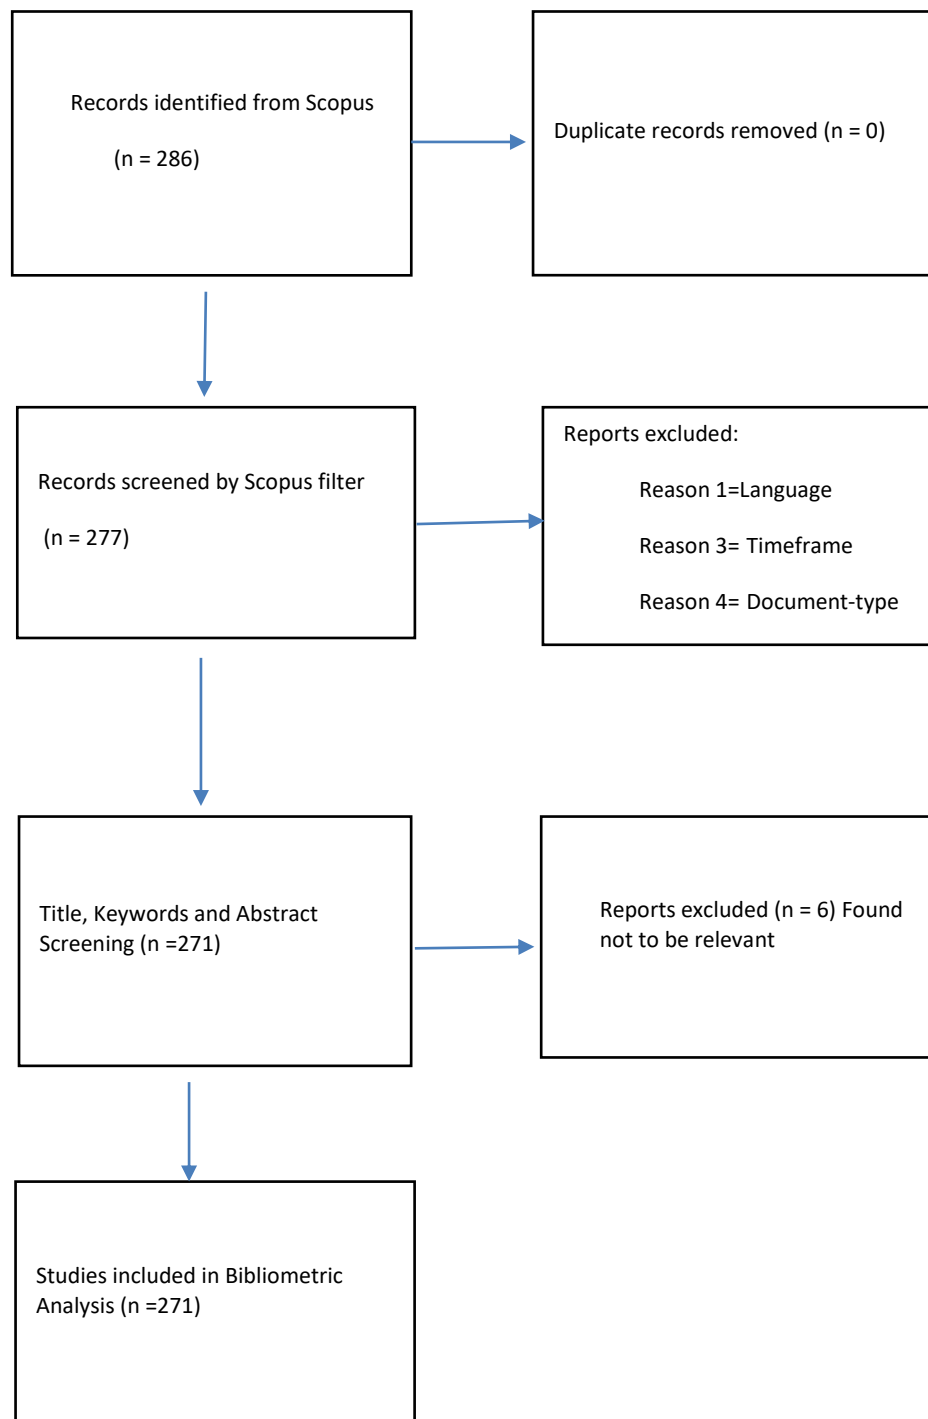 Records identified from Scopus
(n = 286)
Duplicate records removed (n = 0)
Records screened by Scopus filter
(n = 277)
Reports excluded:
Reason 1=Language
Reason 3= Timeframe
Reason 4= Document-type
Title, Keywords and Abstract
Screening (n =271)
Reports excluded (n = 6) Found
not to be relevant
Studies included in Bibliometric
Analysis (n =271)